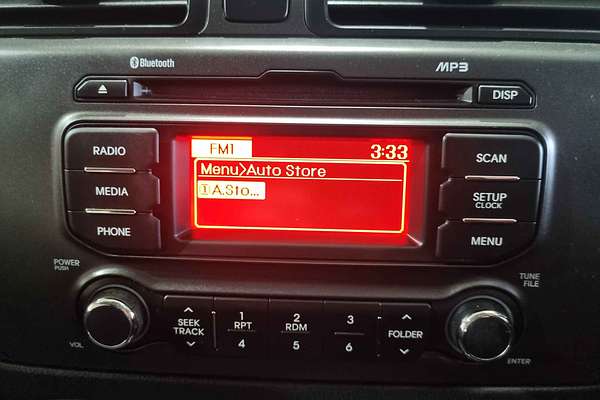 Bluetooth
MP3
DISP
RADIO
MEDIA
PHONE
FM1 3:33
Menu>Auto Store
① A.Sto...
SCAN
SETUP
CLOCK
MENU
POWER
PUSH
VOL
SEEK
TRACK
1 RPT 4
2 RDM 5
3 6
FOLDER
TUNE
FILE
ENTER